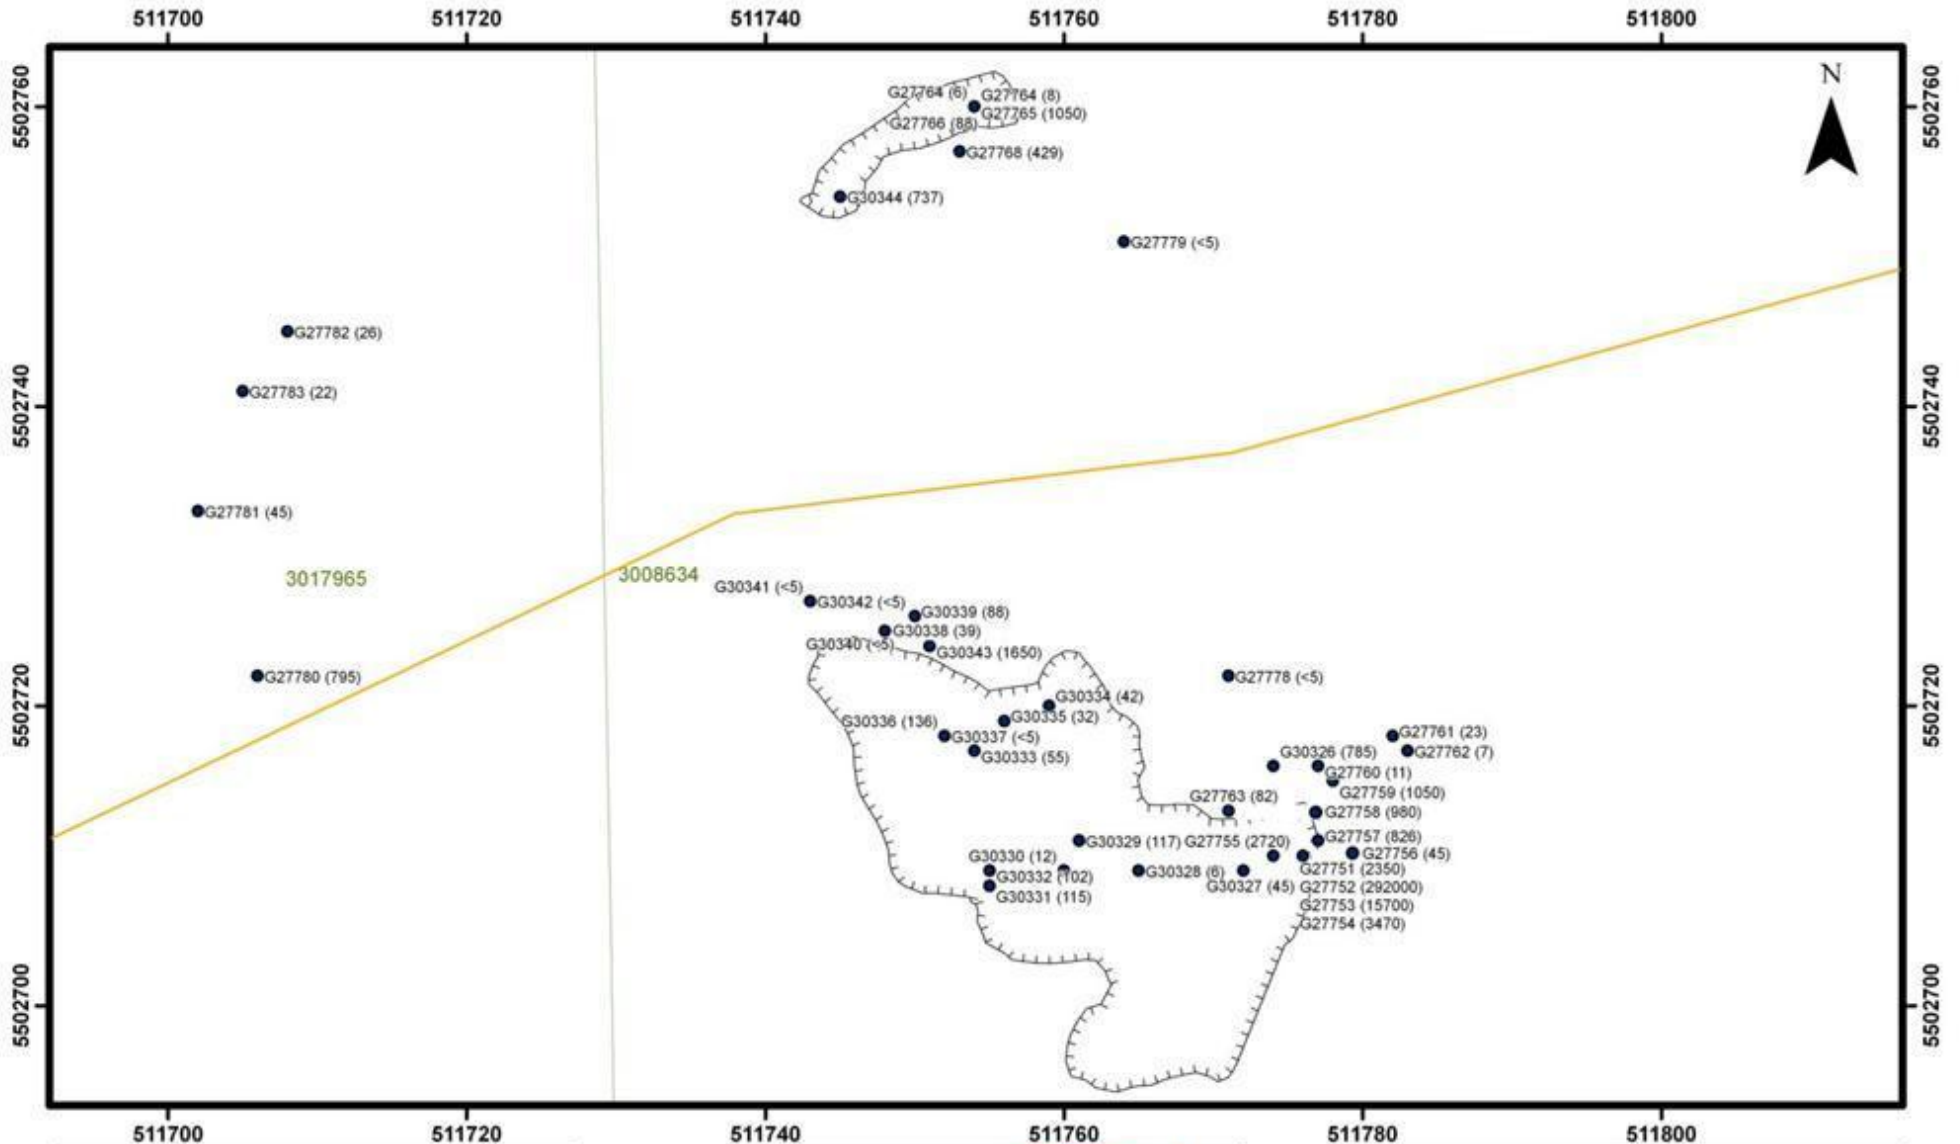 511700 511720 511740 511760 511780 511800
5502760
5502760
N
G27764 (6)
G27764 (8)
G27765 (1050)
G27766 (88)
G27768 (429)
G30344 (737)
G27779 (<5)
G27782 (26)
G27783 (22)
5502740
5502740
G27781 (45)
3017965
3008634
G30341 (<5)
G30342 (<5)
G30339 (88)
G30338 (39)
G30340 (<5)
G30343 (1650)
G27780 (795)
G27778 (<5)
5502720
5502720
G30334 (42)
G30335 (32)
G30336 (136)
G30337 (<5)
G30333 (55)
G27761 (23)
G27762 (7)
G30326 (785)
G27760 (11)
G27759 (1050)
G27763 (82)
G27758 (980)
G27757 (826)
G30329 (117)
G27755 (2720)
G27756 (45)
G30330 (12)
G30332 (102)
G30331 (115)
G30328 (6)
G30327 (45)
G27751 (2350)
G27752 (292000)
G27753 (15700)
G27754 (3470)
5502700
5502700
511700 511720 511740 511760 511780 511800